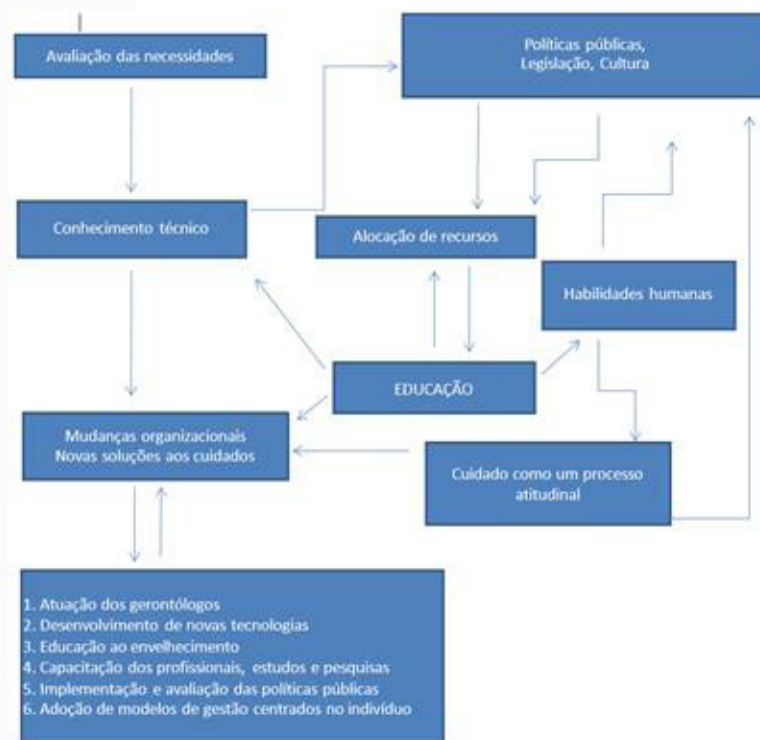 Avaliação das necessidades
Políticas públicas,
Legislação, Cultura
Conhecimento técnico
Alocação de recursos
Habilidades humanas
EDUCAÇÃO
Mudanças organizacionais
Novas soluções aos cuidados
Cuidado como um processo
atitudinal
1. Atuação dos gerontólogos
2. Desenvolvimento de novas tecnologias
3. Educação ao envelhecimento
4. Capacitação dos profissionais, estudos e pesquisas
5. Implementação e avaliação das políticas públicas
6. Adoção de modelos de gestão centrados no indivíduo